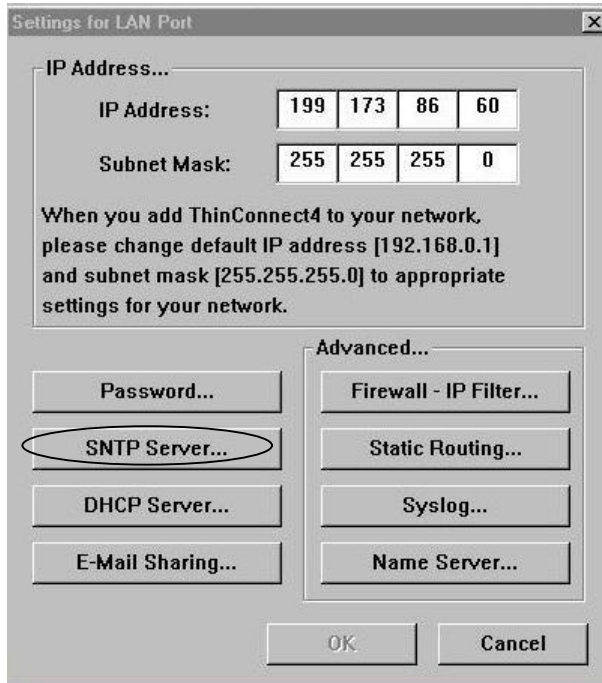 Settings for LAN Port
IP Address...
IP Address: 199 173 86 60
Subnet Mask: 255 255 255 0
When you add ThinConnect4 to your network,
please change default IP address [192.168.0.1]
and subnet mask [255.255.255.0] to appropriate
settings for your network.
Password...
SNTP Server...
DHCP Server...
E-Mail Sharing...
Advanced...
Firewall - IP Filter...
Static Routing...
Syslog...
Name Server...
OK
Cancel